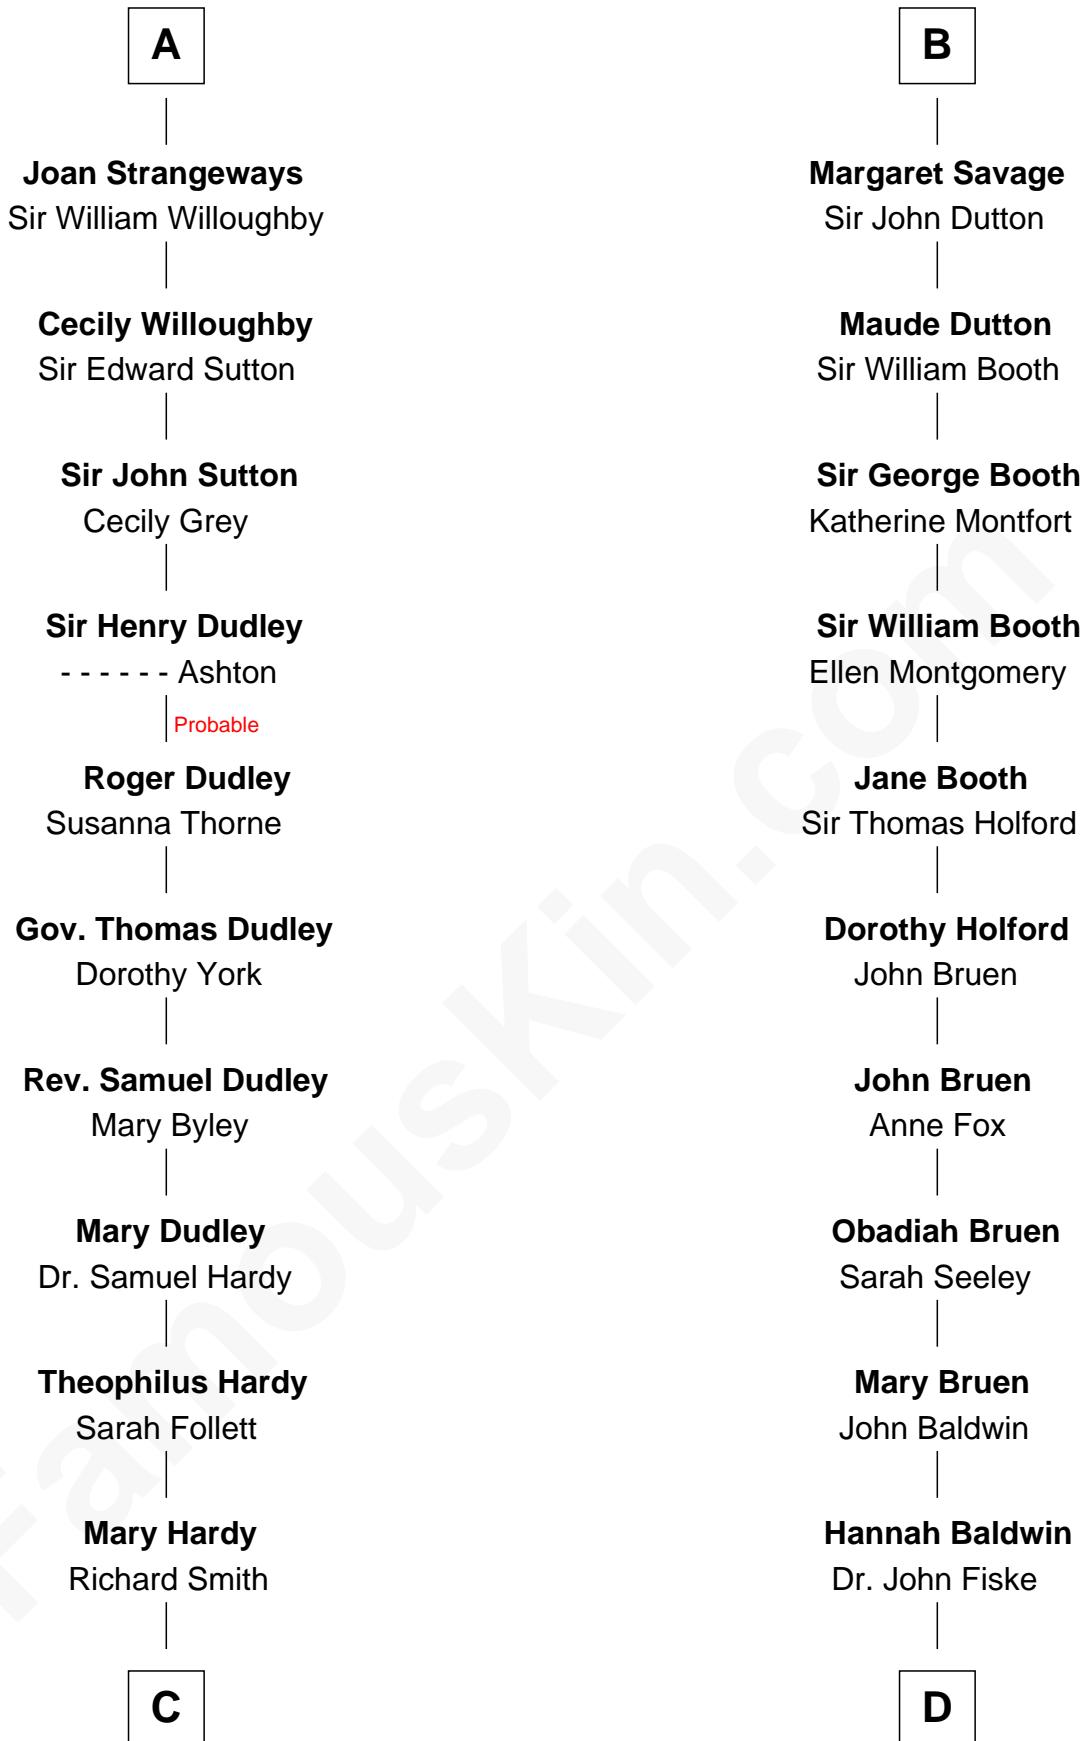 A
Joan Strangeways
Sir William Willoughby
Cecily Willoughby
Sir Edward Sutton
Sir John Sutton
Cecily Grey
Sir Henry Dudley
- - - - - - Ashton
Probable
Roger Dudley
Susanna Thorne
Gov. Thomas Dudley
Dorothy York
Rev. Samuel Dudley
Mary Byley
Mary Dudley
Dr. Samuel Hardy
Theophilus Hardy
Sarah Follett
Mary Hardy
Richard Smith
C
B
Margaret Savage
Sir John Dutton
Maude Dutton
Sir William Booth
Sir George Booth
Katherine Montfort
Sir William Booth
Ellen Montgomery
Jane Booth
Sir Thomas Holford
Dorothy Holford
John Bruen
John Bruen
Anne Fox
Obadiah Bruen
Sarah Seeley
Mary Bruen
John Baldwin
Hannah Baldwin
Dr. John Fiske
D
FamousKin.com